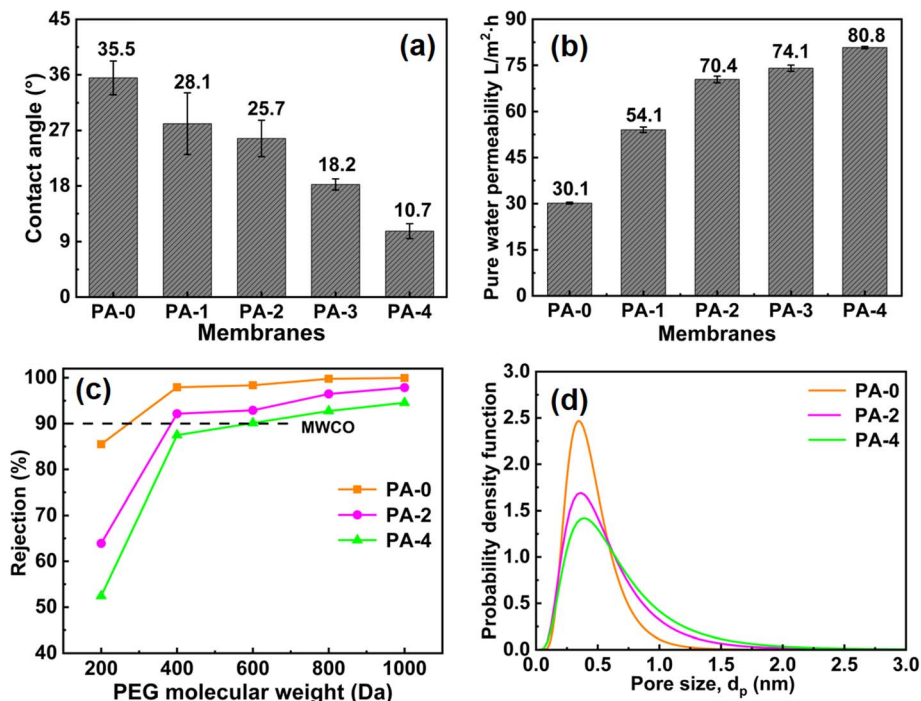 (a)
Contact angle (°)
45
36
27
18
9
0
35.5
28.1
25.7
18.2
10.7
PA-0 PA-1 PA-2 PA-3 PA-4
Membranes
(b)
Pure water permeability L/m²·h
90
75
60
45
30
15
0
30.1
54.1
70.4
74.1
80.8
PA-0 PA-1 PA-2 PA-3 PA-4
Membranes
(c)
Rejection (%)
100
90
80
70
60
50
40
MWCO
PA-0
PA-2
PA-4
200 400 600 800 1000
PEG molecular weight (Da)
(d)
Probability density function
3.0
2.5
2.0
1.5
1.0
0.5
0.0
PA-0
PA-2
PA-4
0.0 0.5 1.0 1.5 2.0 2.5 3.0
Pore size, dp (nm)